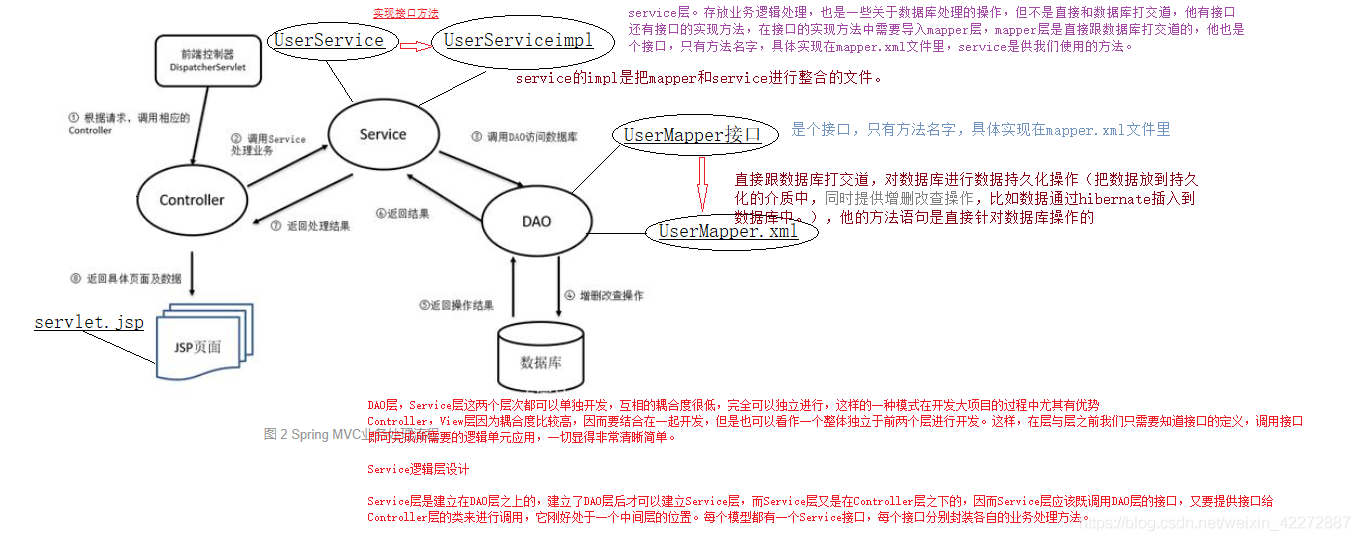 实现接口方法
UserService
UserServiceimpl
service层。存放业务逻辑处理，也是一些关于数据库处理的操作，但不是直接和数据库打交道，他有接口
还有接口的实现方法，在接口的实现方法中需要导入mapper层，mapper层是直接跟数据库打交道的，他也是
个接口，只有方法名字，具体实现在mapper.xml文件里，service是供我们使用的方法。
service的impl是把mapper和service进行整合的文件。
前端控制器
DispatcherServlet
① 根据请求，调用相应的
Controller
② 调用Service
处理业务
Service
③ 调用DAO访问数据库
UserMapper接口
是个接口，只有方法名字，具体实现在mapper.xml文件里
直接跟数据库打交道，对数据库进行数据持久化操作（把数据放到持久
化的介质中，同时提供增删改查操作，比如数据通过hibernate插入到
数据库中。），他的方法语句是直接针对数据库操作的
UserMapper.xml
Controller
DAO
⑥返回结果
⑦ 返回处理结果
⑧ 返回具体页面及数据
⑤返回操作结果
④ 增删改查操作
servlet.jsp
JSP页面
数据库
DAO层，Service层这两个层次都可以单独开发，互相的耦合度很低，完全可以独立进行，这样的一种模式在开发大项目的过程中尤其有优势
Controller，View层因为耦合度比较高，因而要结合在一起开发，但是也可以看作一个整体独立于前两个层进行开发。这样，在层与层之前我们只需要知道接口的定义，调用接口
图 2 Spring MVC业务处理流程
即可完成所需要的逻辑单元应用，一切显得非常清晰简单。
Service逻辑层设计
Service层是建立在DAO层之上的，建立了DAO层后才可以建立Service层，而Service层又是在Controller层之下的，因而Service层应该既调用DAO层的接口，又要提供接口给
Controller层的类来进行调用，它刚好处于一个中间层的位置。每个模型都有一个Service接口，每个接口分别封装各自的业务处理方法。
https://blog.csdn.net/weixin_42272887